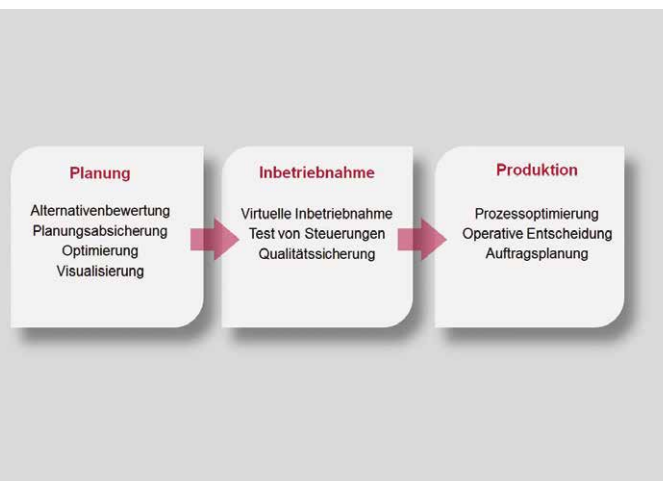 Planung
Alternativenbewertung
Planungsabsicherung
Optimierung
Visualisierung
Inbetriebnahme
Virtuelle Inbetriebnahme
Test von Steuerungen
Qualitätssicherung
Produktion
Prozessoptimierung
Operative Entscheidung
Auftragsplanung